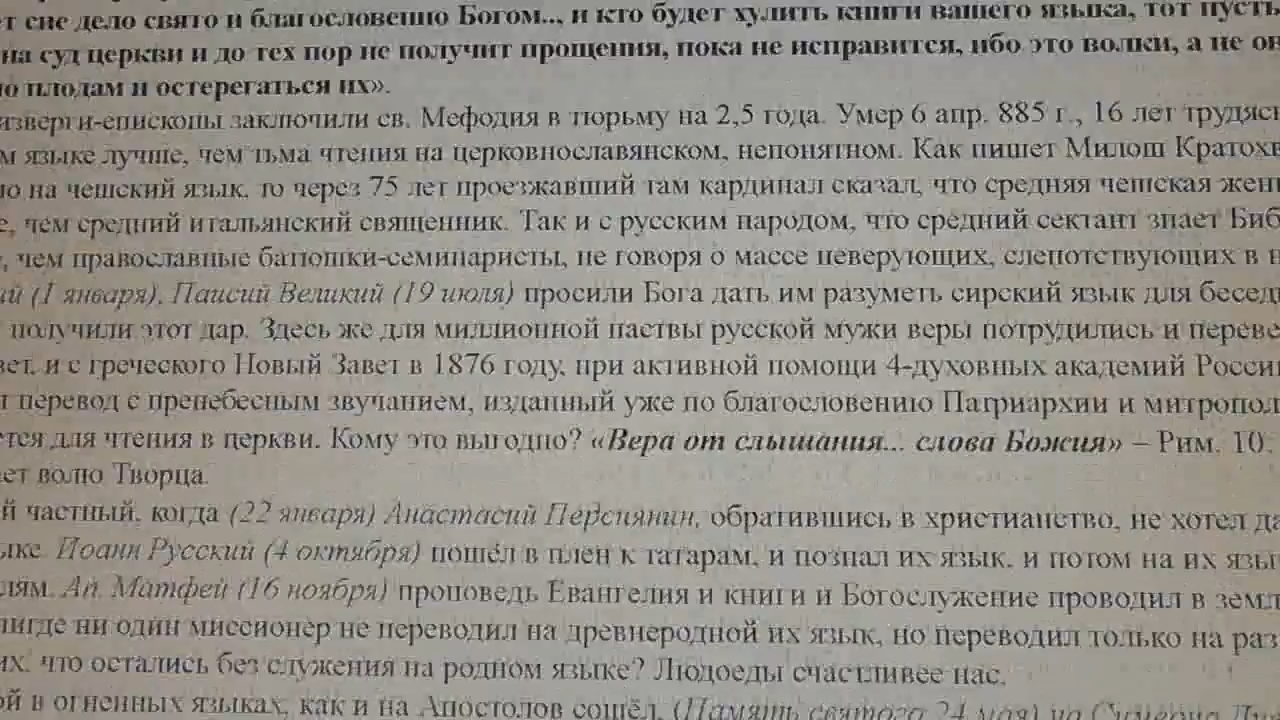 ет сие дело свято и благословенно Богом.., и кто будет хулить книги вашего языка, тот пусть
на суд церкви и до тех пор не получит прощения, пока не исправится, ибо это волки, а не ов
о плодам и остерегаться их».
изверги-епископы заключили св. Мефодия в тюрьму на 2,5 года. Умер 6 апр. 885 г., 16 лет трудясь
м языке лучше, чем тьма чтения на церковнославянском, непонятном. Как пишет Милош Кратохв
но на чешский язык, то через 75 лет проезжавший там кардинал сказал, что средняя чешская жен
е, чем средний итальянский священник. Так и с русским народом, что средний сектант знает Биб
, чем православные батюшки-семинаристы, не говоря о массе неверующих, слепотствующих в н
ий (1 января), Паисий Великий (19 июля) просили Бога дать им разуметь сирский язык для бесед
получили этот дар. Здесь же для миллионной паствы русской мужи веры потрудились и переве
вет, и с греческого Новый Завет в 1876 году, при активной помощи 4-духовных академий Росси
т перевод с пренебесным звучанием, изданный уже по благословению Патриархии и митропол
ется для чтения в церкви. Кому это выгодно? «Вера от слышания... слова Божия» – Рим. 10.
ает волю Творца.
й частный, когда (22 января) Анастасий Персиянин, обратившись в христианство, не хотел да
ыке. Иоанн Русский (4 октября) пошёл в плен к татарам, и познал их язык, и потом на их язы
лям. Ап. Матфей (16 ноября) проповедь Евангелия и книги и Богослужение проводил в земл
нигде ни один миссионер не переводил на древнеродной их язык, но переводил только на раз
их, что остались без служения на родном языке? Людоеды счастливее нас.
ой в огненных языках, как и на Апостолов сошёл, (Память святого 24 мая) на Симеона Ди